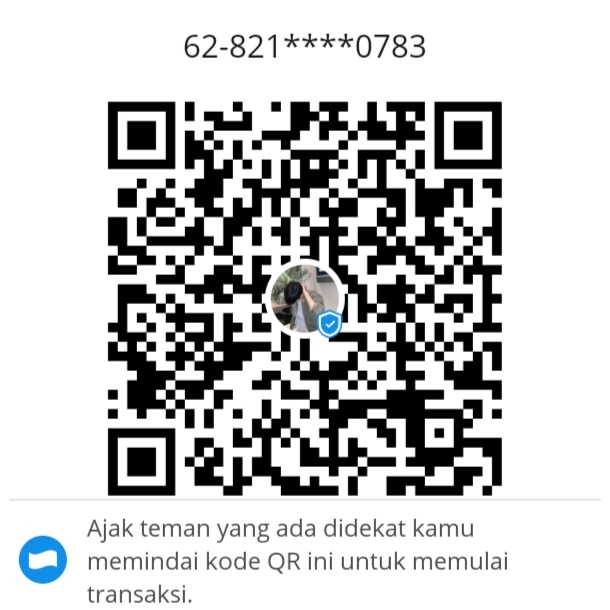 62-821****0783
Ajak teman yang ada didekat kamu
memindai kode QR ini untuk memulai
transaksi.